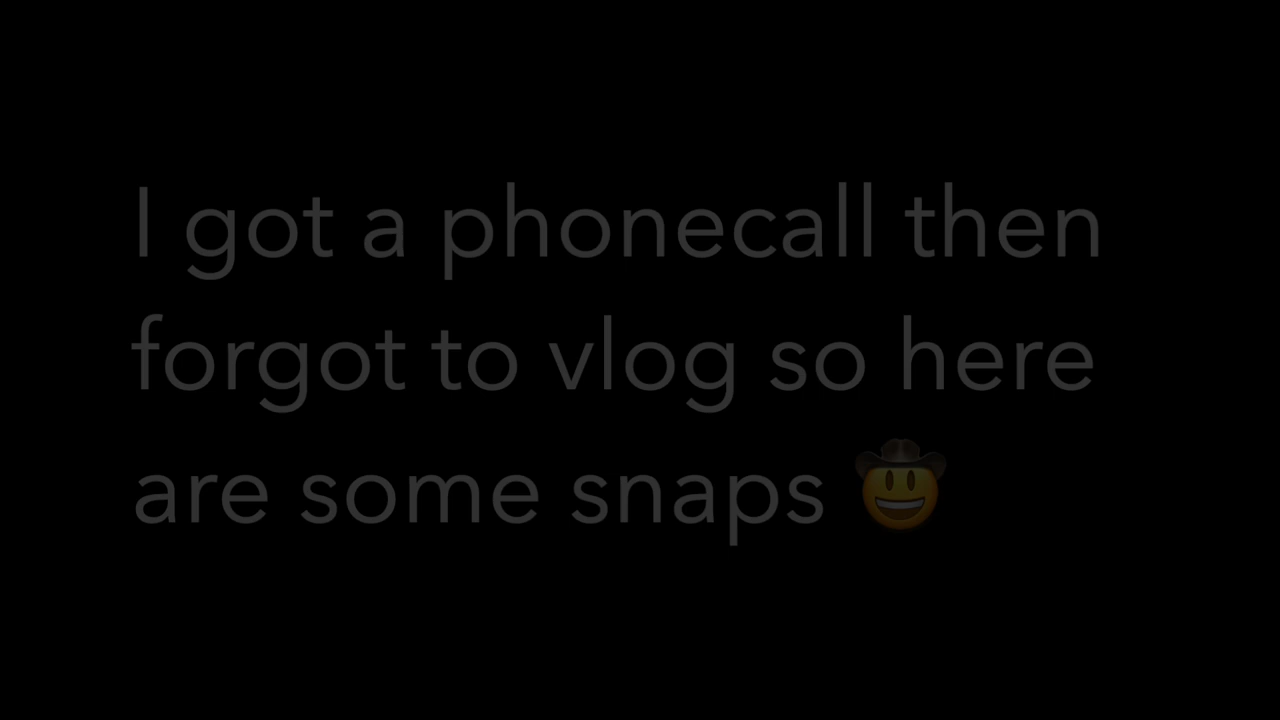 I got a phonecall then
forgot to vlog so here
are some snaps 🤠